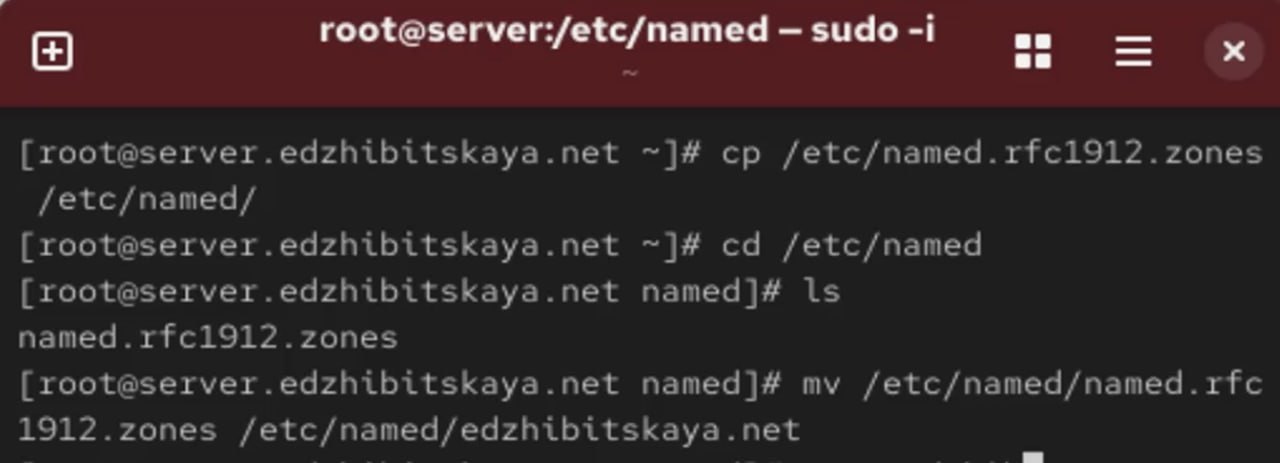 root@server:/etc/named — sudo -i
~
[root@server.edzhibitskaya.net ~]# cp /etc/named.rfc1912.zones
/etc/named/
[root@server.edzhibitskaya.net ~]# cd /etc/named
[root@server.edzhibitskaya.net named]# ls
named.rfc1912.zones
[root@server.edzhibitskaya.net named]# mv /etc/named/named.rfc
1912.zones /etc/named/edzhibitskaya.net